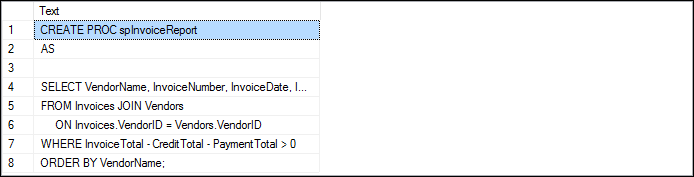 Text
1 CREATE PROC spInvoiceReport
2 AS
3
4 SELECT VendorName, InvoiceNumber, InvoiceDate, I...
5 FROM Invoices JOIN Vendors
6 ON Invoices.VendorID = Vendors.VendorID
7 WHERE InvoiceTotal - CreditTotal - PaymentTotal > 0
8 ORDER BY VendorName;